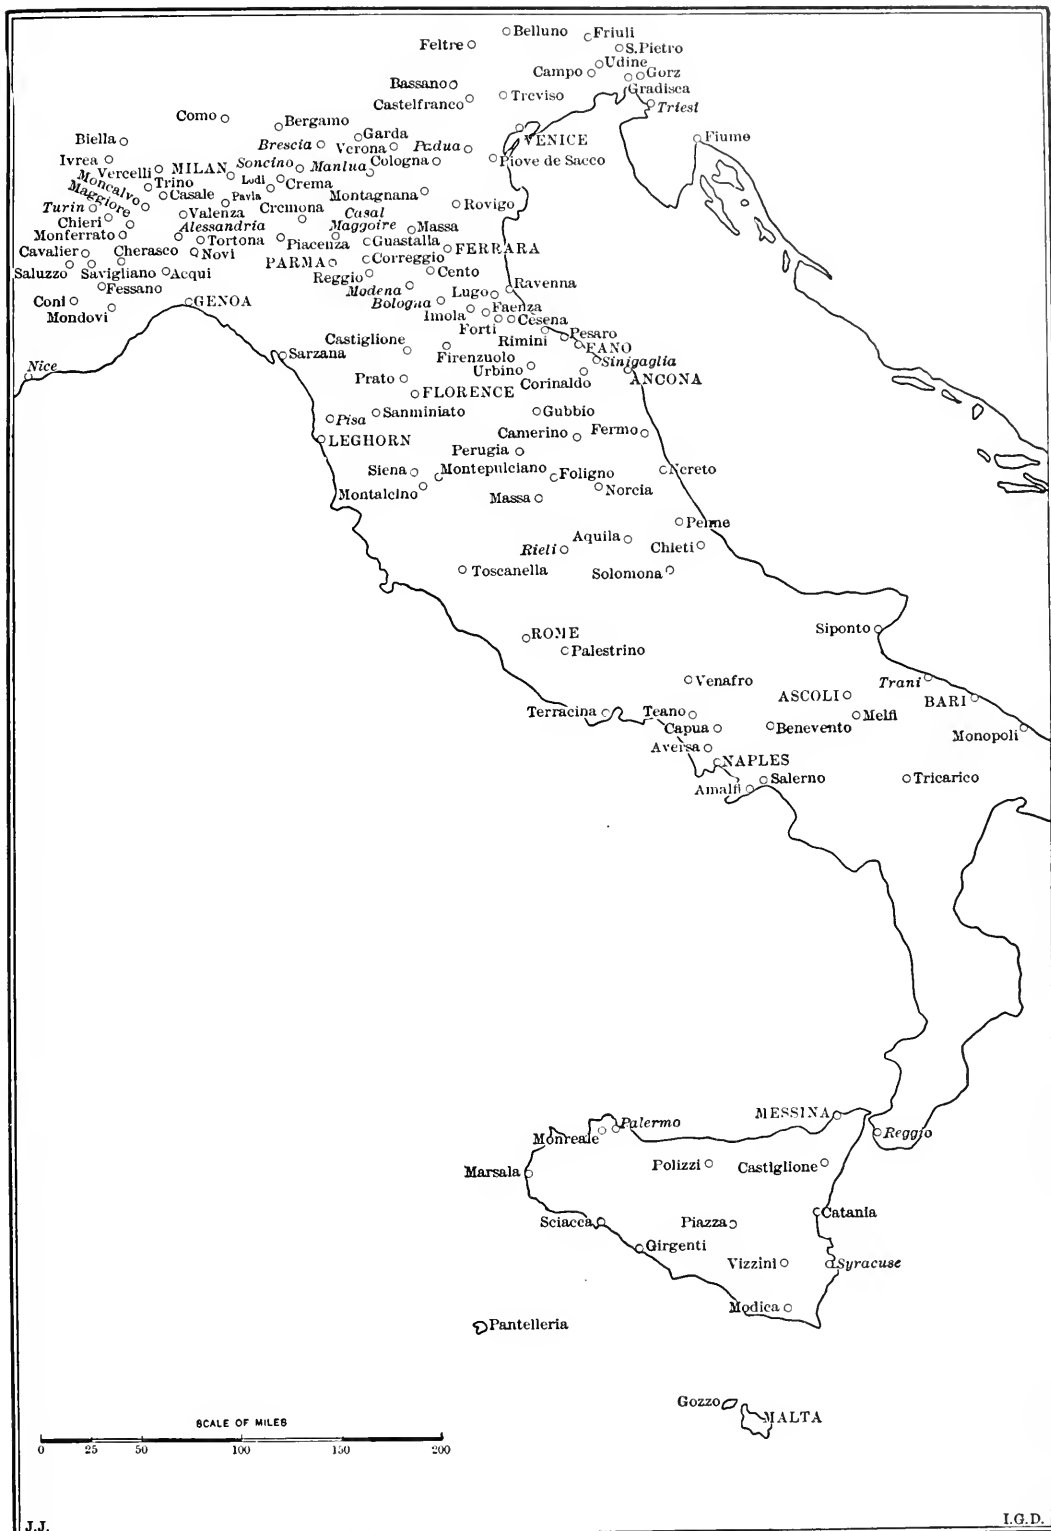 Belluno
Friuli
Feltre
S.Pietro
Udine
Campo
Gorz
Bassano
Gradisca
Treviso
Castelfranco
Triest
Como
Bergamo
Garda
VENICE
Fiume
Biella
Brescia
Verona
Padua
Ivrea
Vercelli
MILAN
Soncino
Manlua
Cologna
Piove de Sacco
Moncalvo
Trino
Lodi
Crema
Maggiore
Casale
Pavia
Montagnana
Turin
Valenza
Cremona
Casal
Maggoire
Rovigo
Chieri
Alessandria
Massa
Monferrato
Tortona
Piacenza
Guastalla
FERRARA
Cavalier
Cherasco
Novi
PARMA
Correggio
Saluzzo
Savigliano
Acqui
Reggio
Cento
Fessano
Modena
Lugo
Ravenna
Coni
GENOA
Bologna
Faenza
Mondovi
Imola
Cesena
Forti
Rimini
Pesaro
Castiglione
FANO
Nice
Sarzana
Firenzuolo
Sinigaglia
Urbino
Prato
Corinaldo
ANCONA
FLORENCE
Pisa
Sanminiato
Gubbio
LEGHORN
Camerino
Fermo
Perugia
Siena
Montepulciano
Foligno
Ncreto
Montalcino
Massa
Norcia
Pelme
Aquila
Rieli
Chleti
Toscanella
Solomona
ROME
Siponto
Palestrino
Venafro
Trani
ASCOLI
BARI
Terracina
Teano
Melfi
Capua
Benevento
Monopoli
Aversa
NAPLES
Salerno
Tricarico
Amalfi
MESSINA
Palermo
Monreale
Reggio
Polizzi
Castiglione
Marsala
Catania
Sciacca
Piazza
Girgenti
Vizzini
Syracuse
Modica
Pantelleria
Gozzo
MALTA
SCALE OF MILES
0 25 50 100 150 200
J.J.
I.G.D.